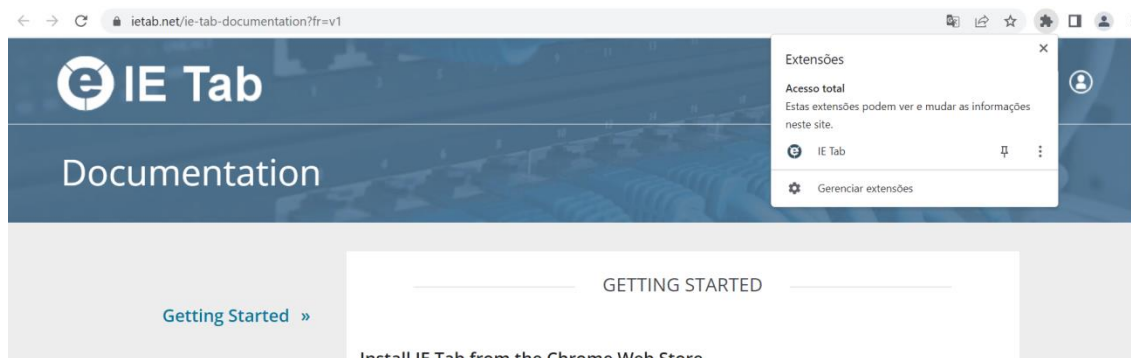 ietab.net/ie-tab-documentation?fr=v1
IE Tab
Extensões
Acesso total
Estas extensões podem ver e mudar as informações
neste site.
IE Tab
Gerenciar extensões
Documentation
GETTING STARTED
Getting Started »
Install IE Tab from the Chrome Web Store